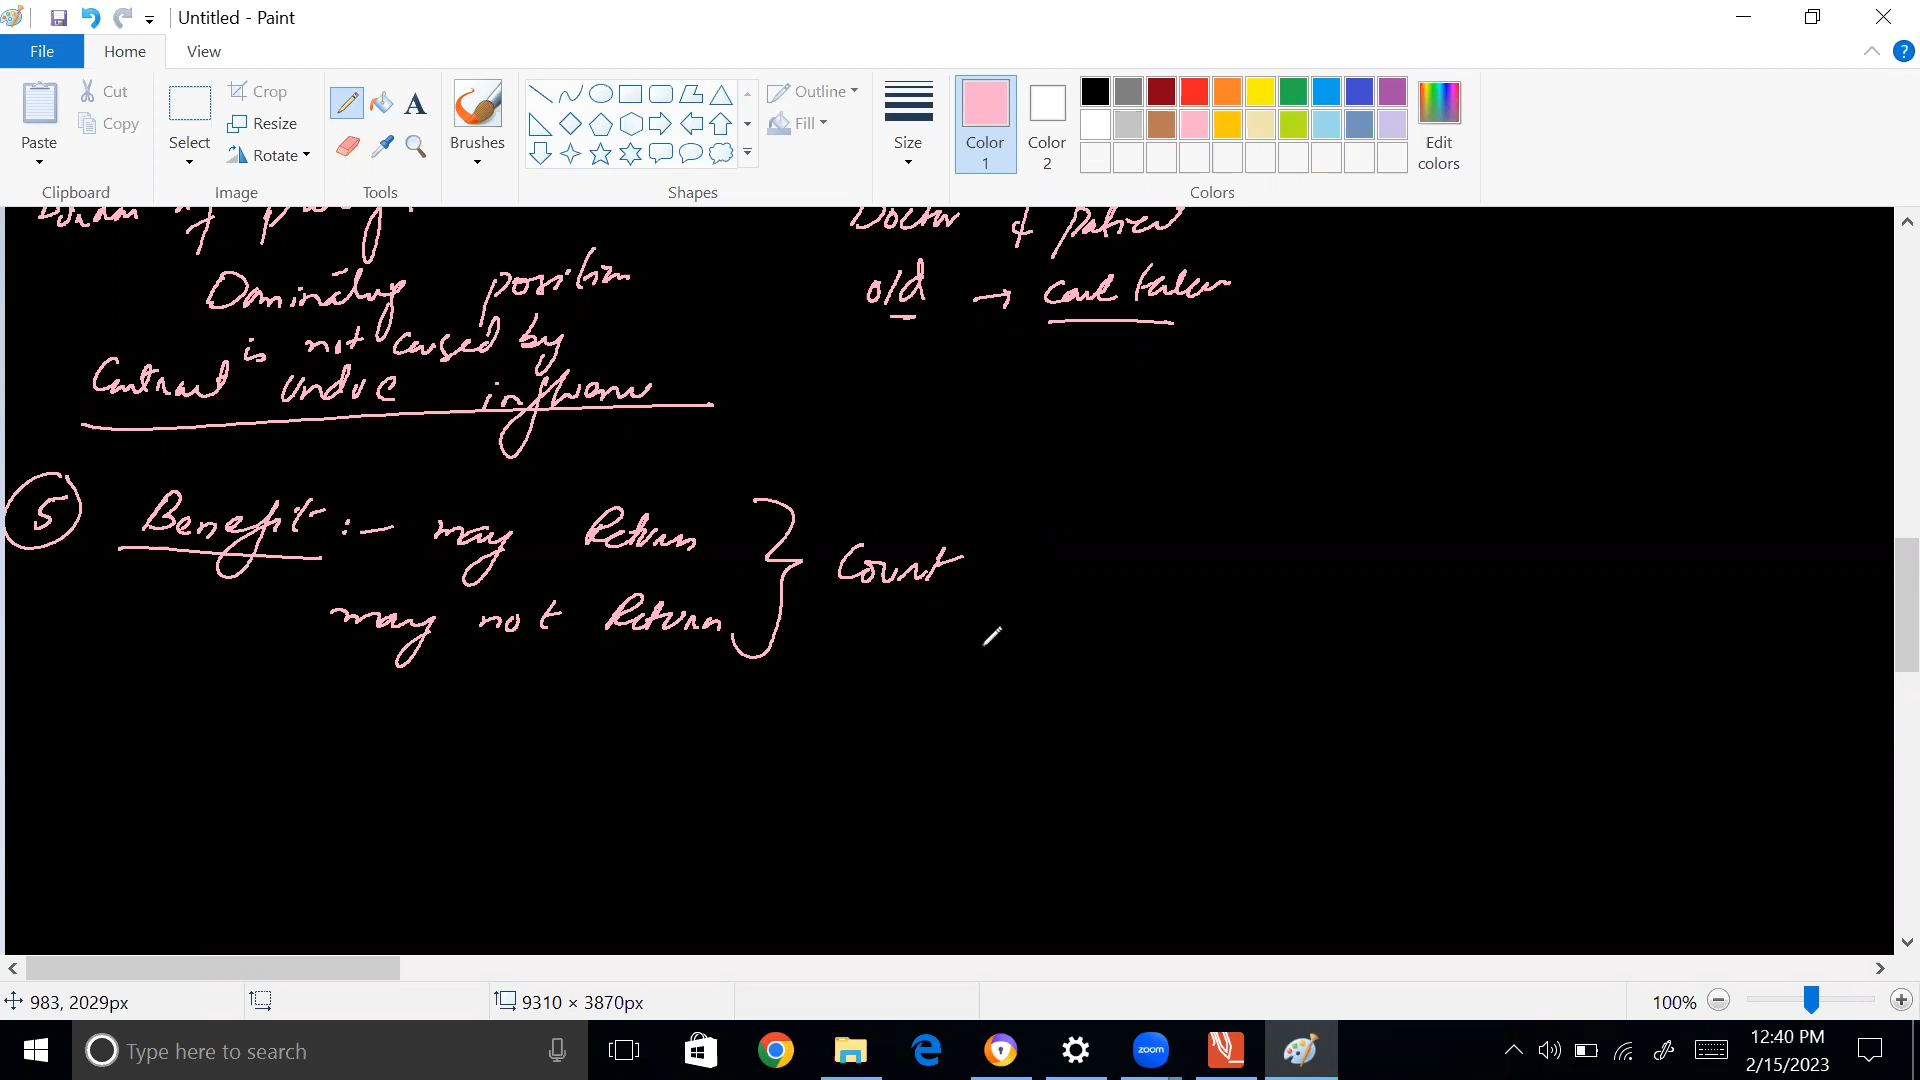 Untitled - Paint
File Home View
Paste
Cut
Copy
Clipboard
Select
Crop
Resize
Rotate
Image
Tools
Brushes
Shapes
Outline
Fill
Size
Color 1
Color 2
Colors
Edit colors
of
Doctor & patient
Dominating position
old → care taker
is not caused by
Contract undue influence
5 Benefit :- may Return
may not Return
Court
983, 2029px
9310 × 3870px
100%
Type here to search
zoom
12:40 PM
2/15/2023